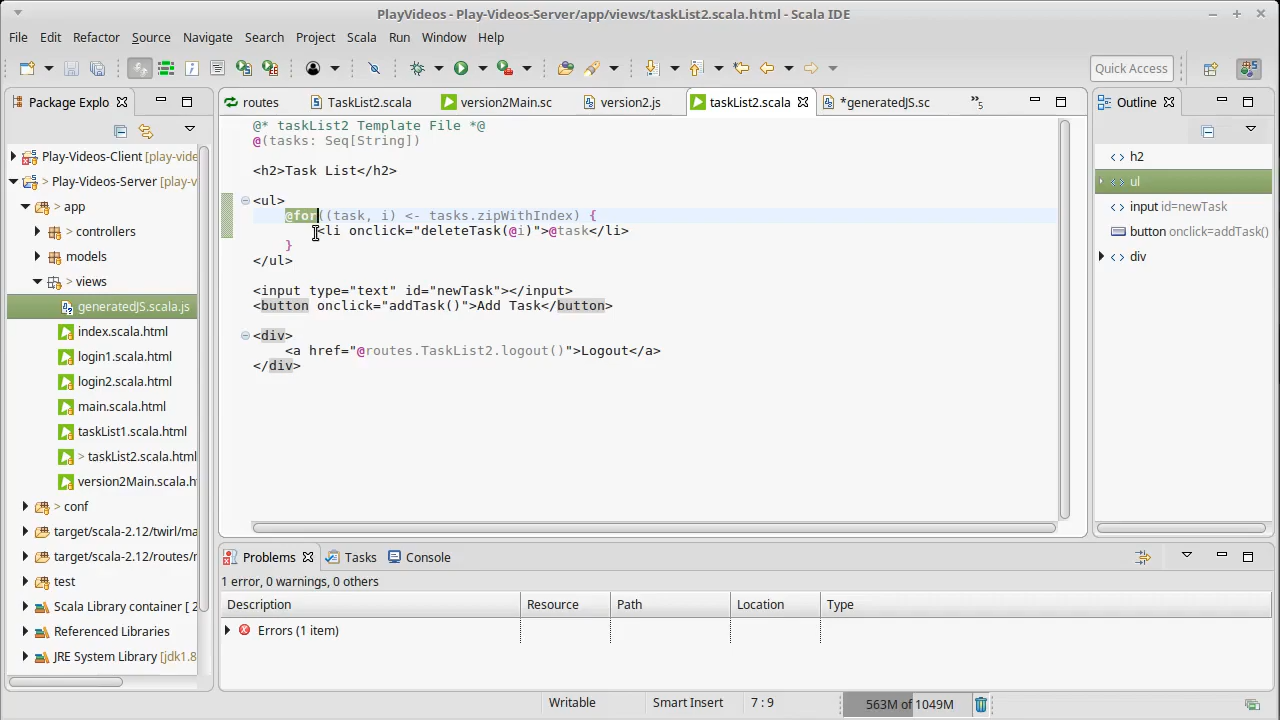 PlayVideos - Play-Videos-Server/app/views/taskList2.scala.html - Scala IDE
File Edit Refactor Source Navigate Search Project Scala Run Window Help
Quick Access
Package Explo
routes TaskList2.scala version2Main.sc version2.js taskList2.scala *generatedJS.sc »5
Outline
Play-Videos-Client [play-vide
> Play-Videos-Server [play-v
> app
controllers
models
> views
generatedJS.scala.js
index.scala.html
login1.scala.html
login2.scala.html
main.scala.html
taskList1.scala.html
> taskList2.scala.html
version2Main.scala.h
> conf
target/scala-2.12/twirl/ma
target/scala-2.12/routes/r
test
Scala Library container [ 2
Referenced Libraries
JRE System Library [jdk1.8
@* taskList2 Template File *@
@(tasks: Seq[String])
<h2>Task List</h2>
<ul>
@for((task, i) <- tasks.zipWithIndex) {
<li onclick="deleteTask(@i)">@task</li>
}
</ul>
<input type="text" id="newTask"></input>
<button onclick="addTask()">Add Task</button>
<div>
<a href="@routes.TaskList2.logout()">Logout</a>
</div>
h2
ul
input id=newTask
button onclick=addTask()
div
Problems Tasks Console
1 error, 0 warnings, 0 others
Description Resource Path Location Type
Errors (1 item)
Writable Smart Insert 7 : 9 563M of 1049M